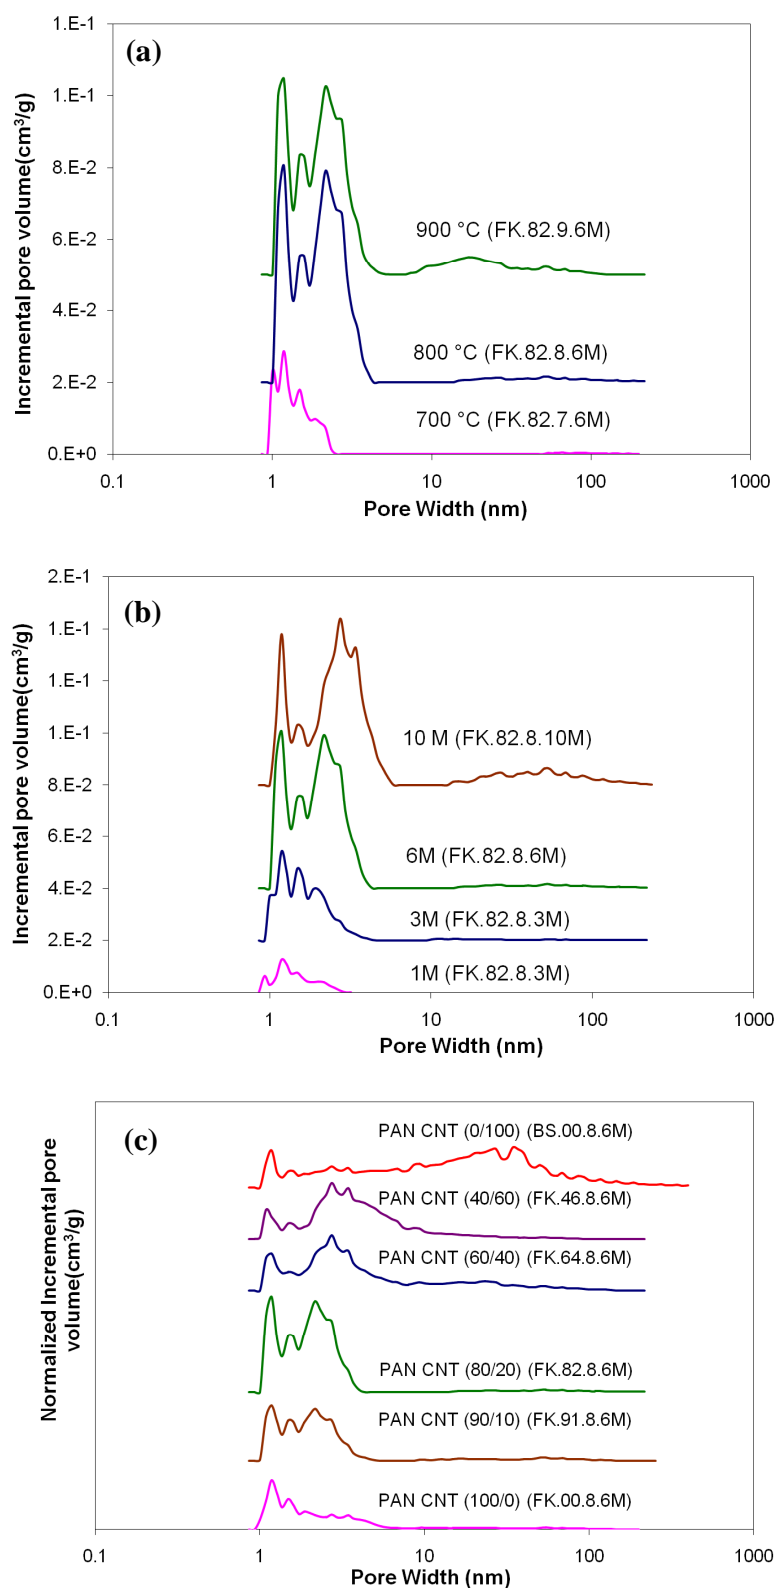 (a)
Incremental pore volume(cm³/g)
1.E-1
1.E-1
8.E-2
6.E-2
4.E-2
2.E-2
0.E+0
900 °C (FK.82.9.6M)
800 °C (FK.82.8.6M)
700 °C (FK.82.7.6M)
0.1 1 10 100 1000
Pore Width (nm)
(b)
Incremental pore volume(cm³/g)
2.E-1
1.E-1
1.E-1
1.E-1
8.E-2
6.E-2
4.E-2
2.E-2
0.E+0
10 M (FK.82.8.10M)
6M (FK.82.8.6M)
3M (FK.82.8.3M)
1M (FK.82.8.3M)
0.1 1 10 100 1000
Pore Width (nm)
(c)
Normalized Incremental pore
volume(cm³/g)
PAN CNT (0/100) (BS.00.8.6M)
PAN CNT (40/60) (FK.46.8.6M)
PAN CNT (60/40) (FK.64.8.6M)
PAN CNT (80/20) (FK.82.8.6M)
PAN CNT (90/10) (FK.91.8.6M)
PAN CNT (100/0) (FK.00.8.6M)
0.1 1 10 100 1000
Pore Width (nm)